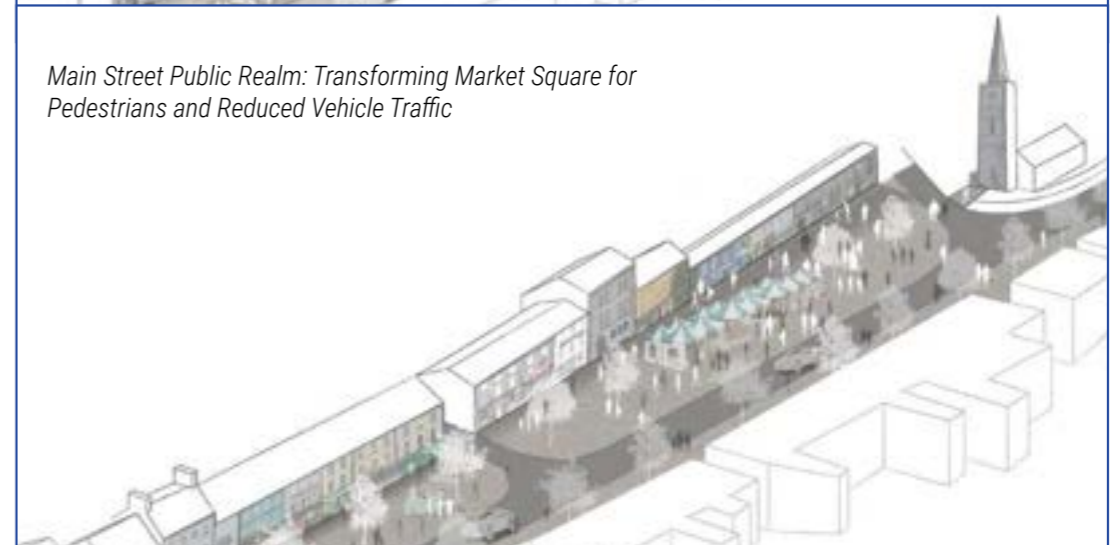 Main Street Public Realm: Transforming Market Square for
Pedestrians and Reduced Vehicle Traffic